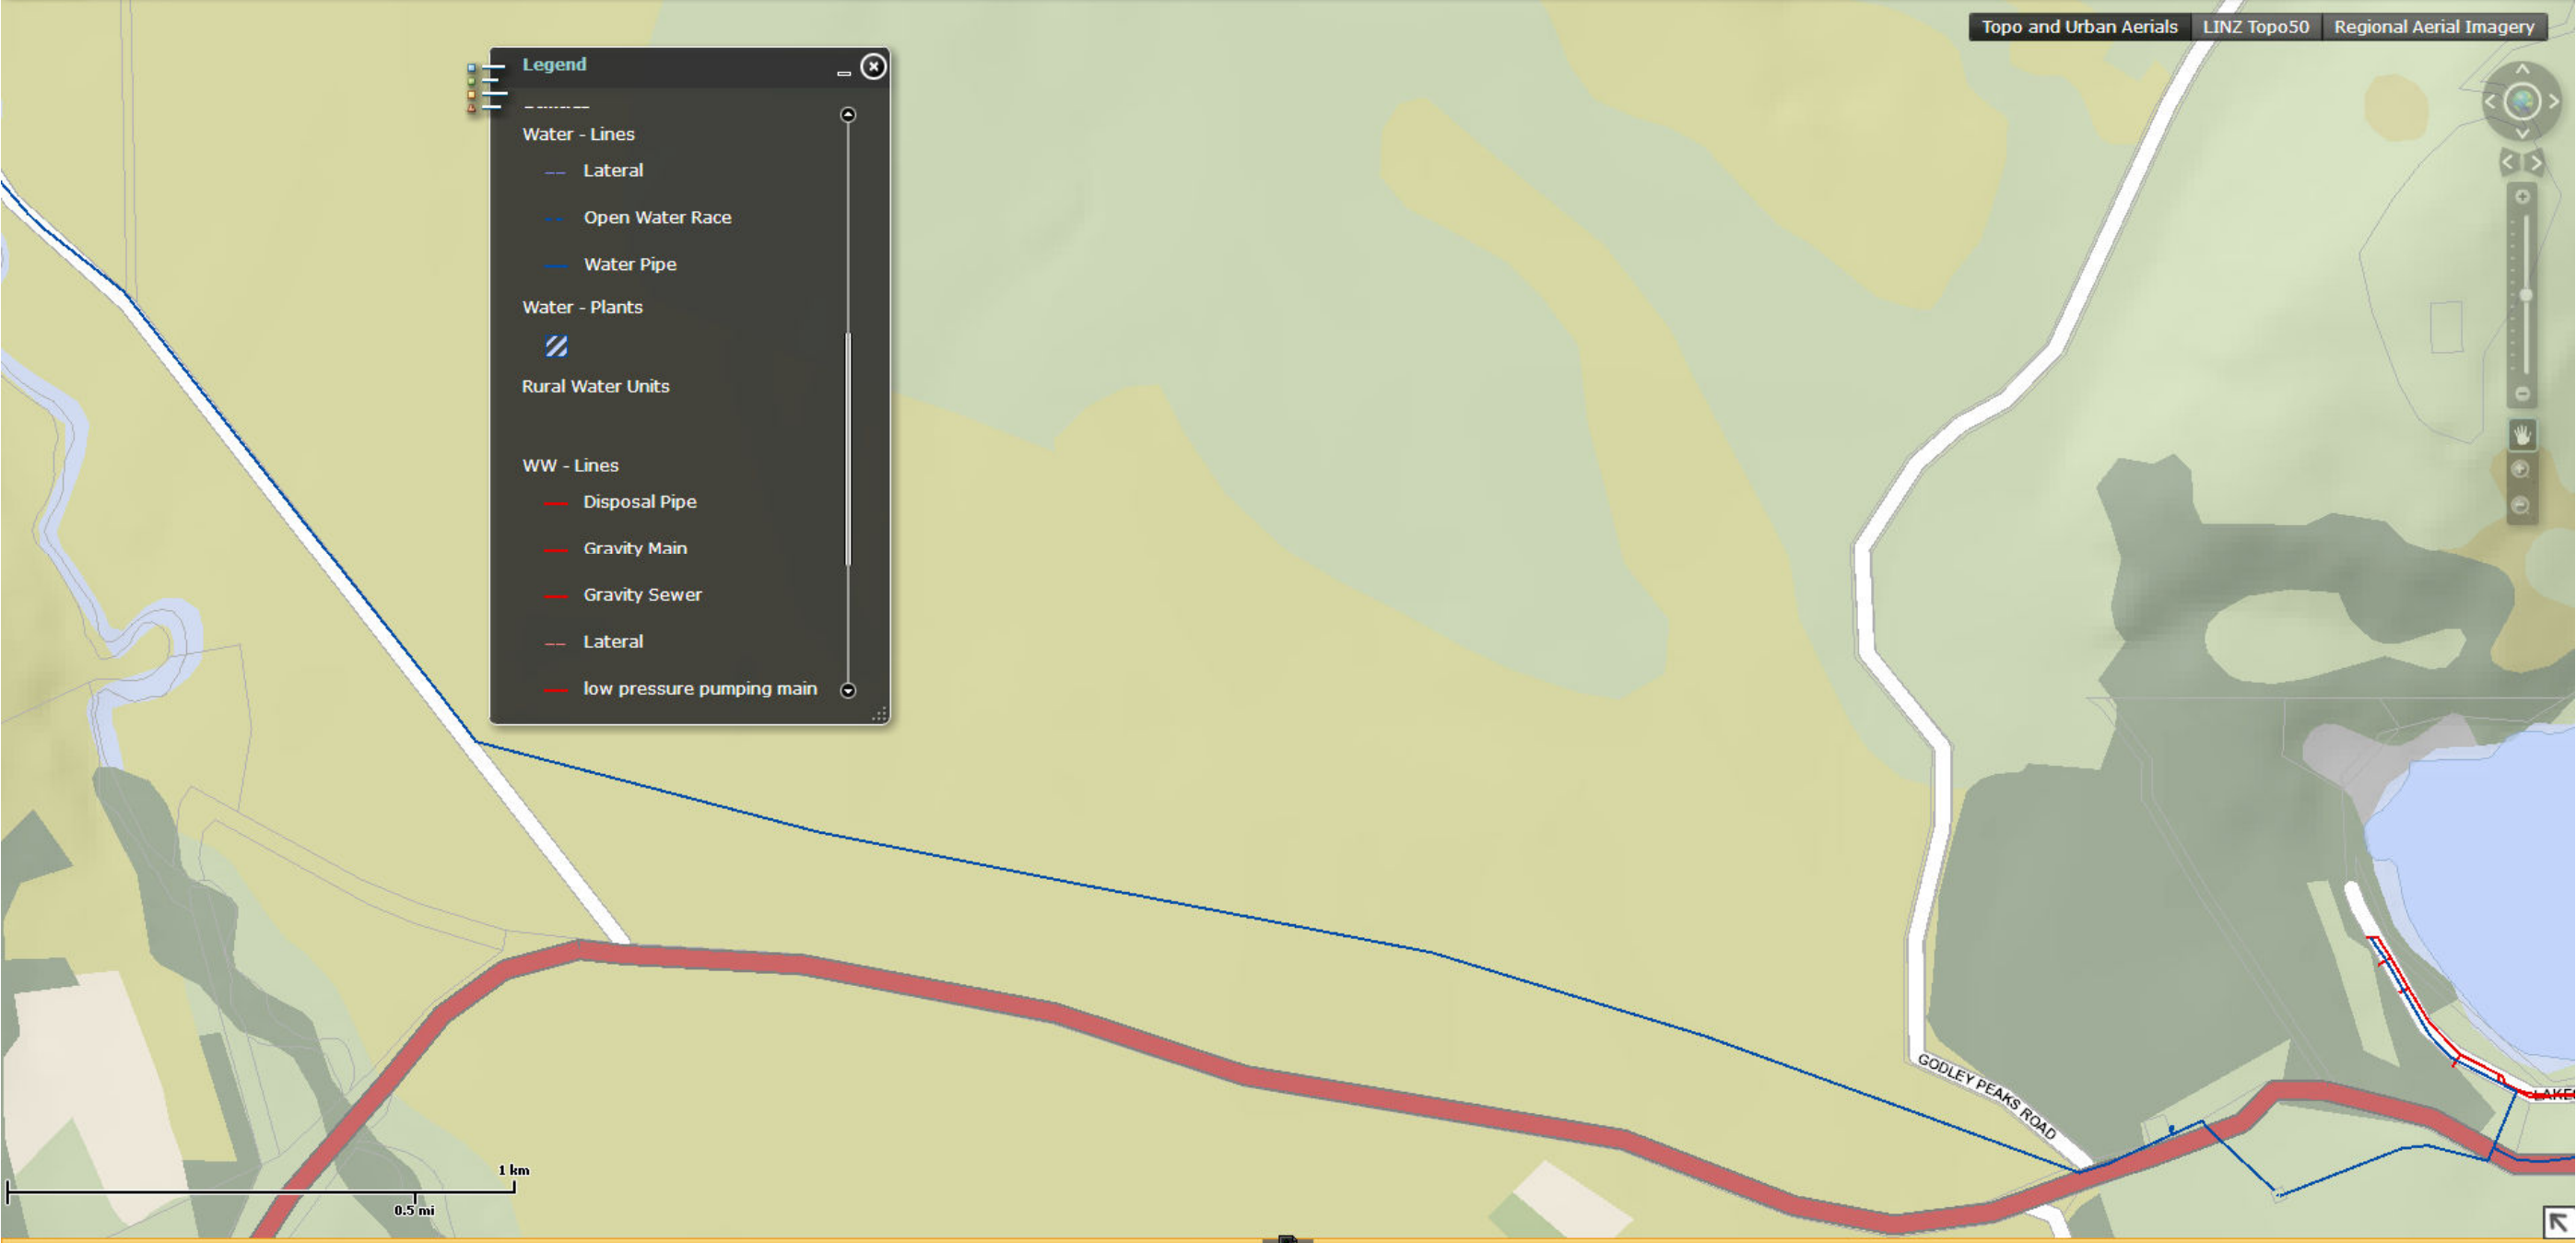 Topo and Urban Aerials LINZ Topo50 Regional Aerial Imagery
Legend
Water - Lines
Lateral
Open Water Race
Water Pipe
Water - Plants
Rural Water Units
WW - Lines
Disposal Pipe
Gravity Main
Gravity Sewer
Lateral
low pressure pumping main
GODLEY PEAKS ROAD
1 km
0.5 mi